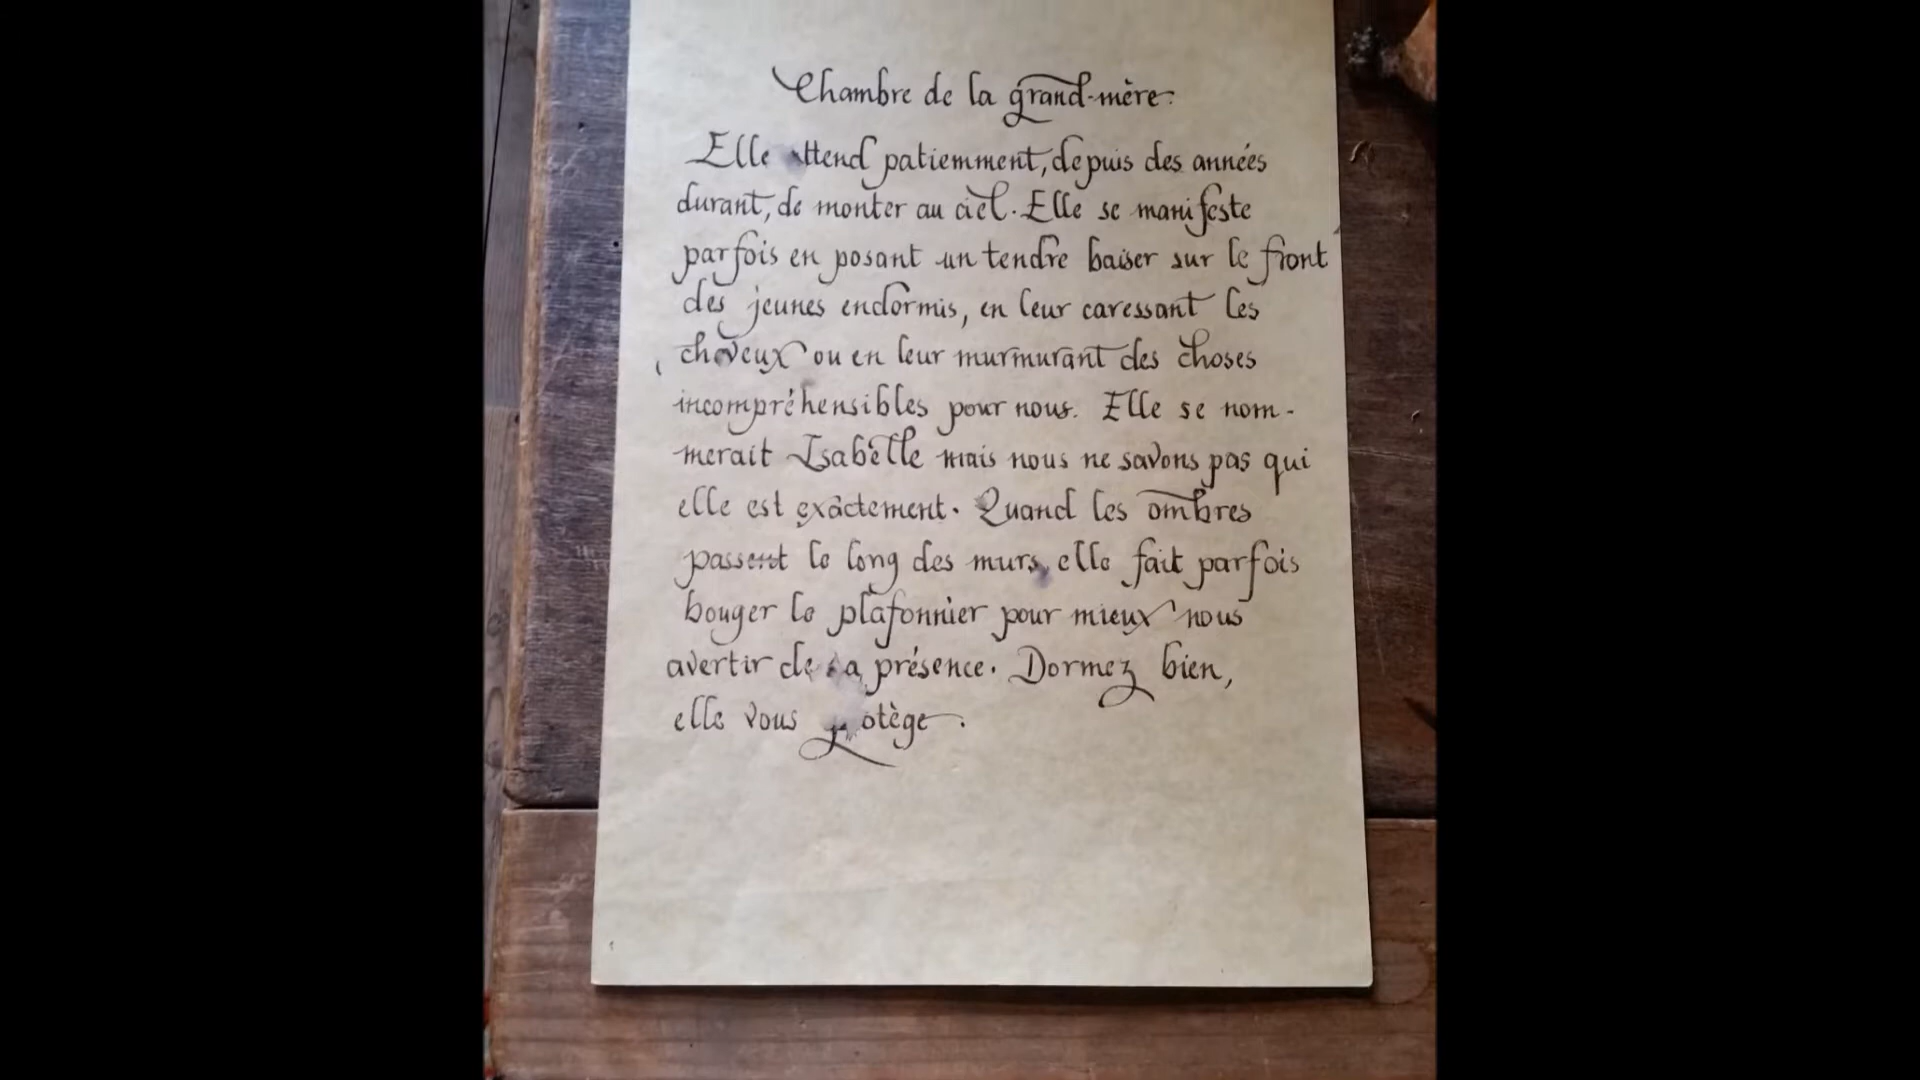 Chambre de la grand-mère.
Elle attend patiemment, depuis des années
durant, de monter au ciel. Elle se manifeste
parfois en posant un tendre baiser sur le front
des jeunes endormis, en leur caressant les
cheveux ou en leur murmurant des choses
incompréhensibles pour nous. Elle se nom-
merait Isabelle mais nous ne savons pas qui
elle est exactement. Quand les ombres
passent le long des murs, elle fait parfois
bouger le plafonnier pour mieux nous
avertir de sa présence. Dormez bien,
elle vous protège.